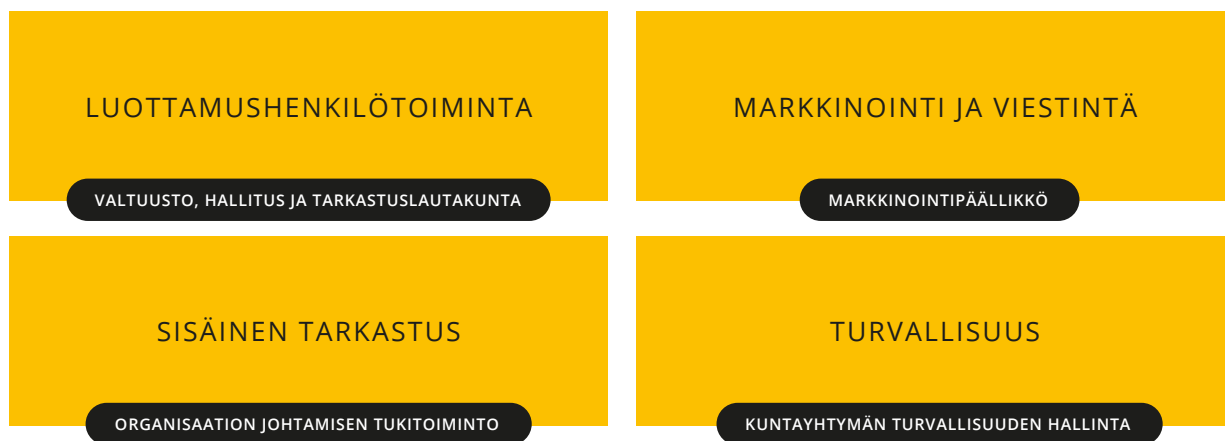 LUOTTAMUSHENKILÖTOIMINTA
VALTUUSTO, HALLITUS JA TARKASTUSLAUTAKUNTA
MARKKINOINTI JA VIESTINTÄ
MARKKINOINTIPÄÄLLIKKÖ
SISÄINEN TARKASTUS
ORGANISAATION JOHTAMISEN TUKITOIMINTO
TURVALLISUUS
KUNTAYHTYMÄN TURVALLISUUDEN HALLINTA